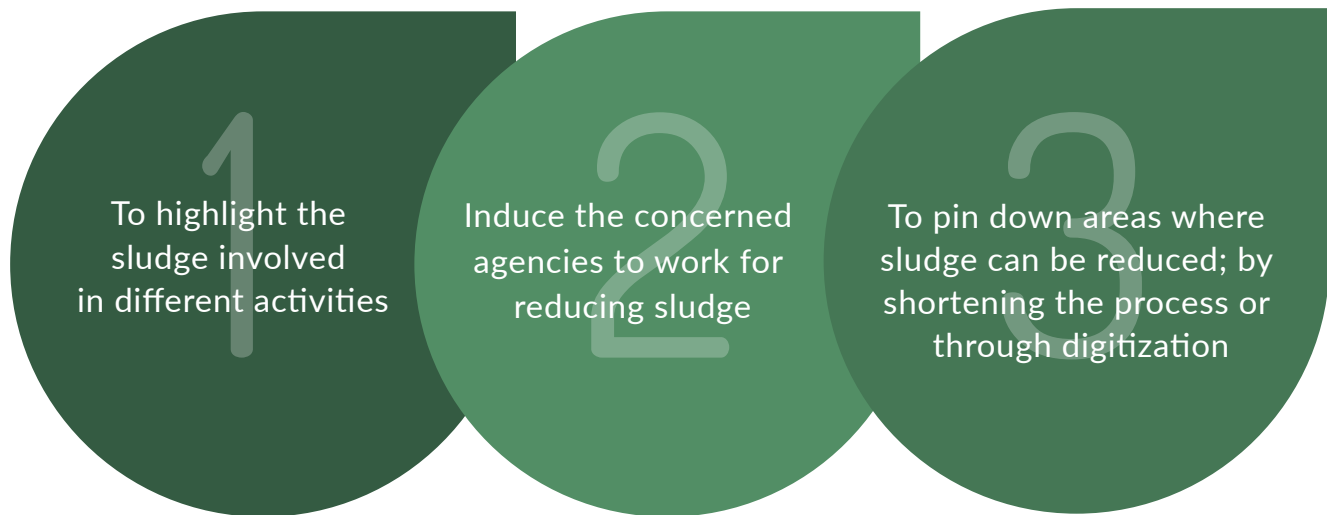 1
To highlight the
sludge involved
in different activities
2
Induce the concerned
agencies to work for
reducing sludge
3
To pin down areas where
sludge can be reduced; by
shortening the process or
through digitization